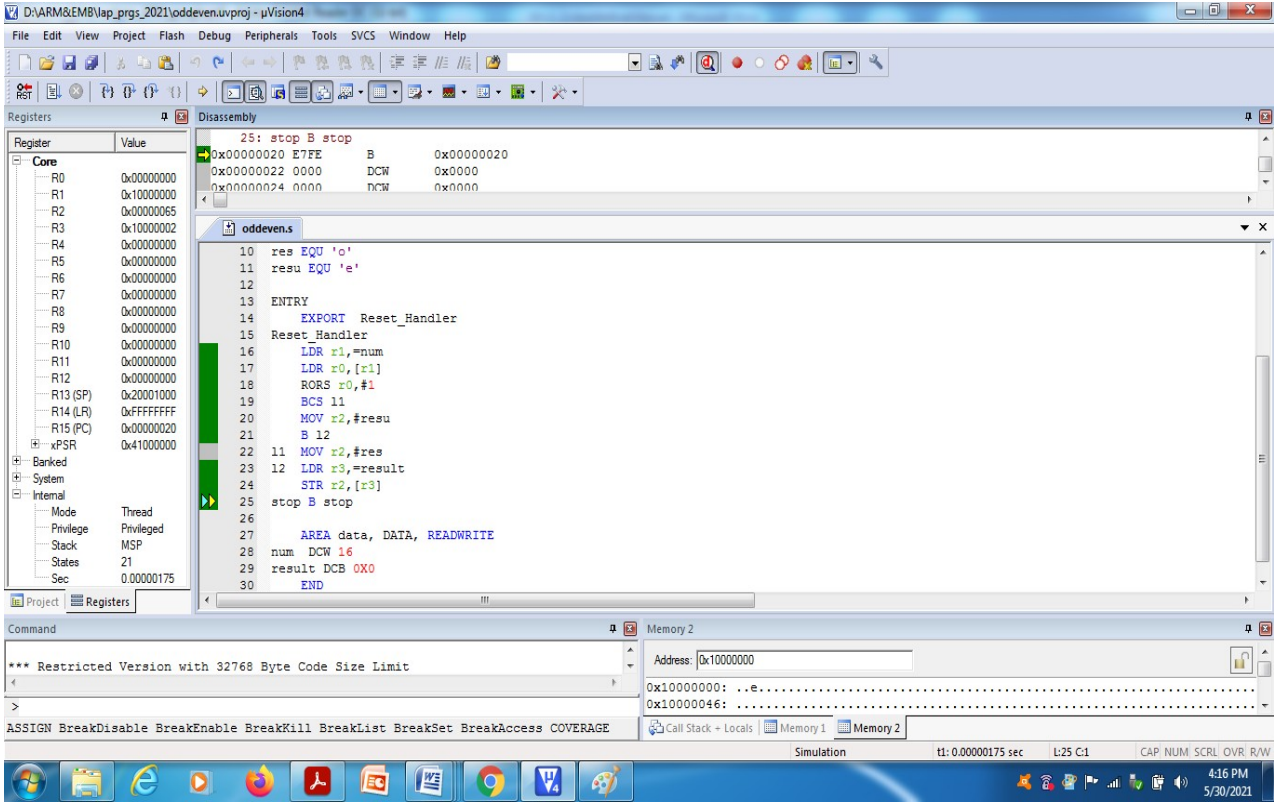 D:\ARM&EMB\lap_prgs_2021\oddeven.uvproj - µVision4
File Edit View Project Flash Debug Peripherals Tools SVCS Window Help
RST
Registers
Register Value
Core
R0 0x00000000
R1 0x10000000
R2 0x00000065
R3 0x10000002
R4 0x00000000
R5 0x00000000
R6 0x00000000
R7 0x00000000
R8 0x00000000
R9 0x00000000
R10 0x00000000
R11 0x00000000
R12 0x00000000
R13 (SP) 0x20001000
R14 (LR) 0xFFFFFFFF
R15 (PC) 0x00000020
xPSR 0x41000000
Banked
System
Internal
Mode Thread
Privilege Privileged
Stack MSP
States 21
Sec 0.00000175
Project Registers
Disassembly
25: stop B stop
0x00000020 E7FE B 0x00000020
0x00000022 0000 DCW 0x0000
0x00000024 0000 DCW 0x0000
oddeven.s
10 res EQU 'o'
11 resu EQU 'e'
12
13 ENTRY
14 EXPORT Reset_Handler
15 Reset_Handler
16 LDR r1,=num
17 LDR r0,[r1]
18 RORS r0,#1
19 BCS l1
20 MOV r2,#resu
21 B l2
22 l1 MOV r2,#res
23 l2 LDR r3,=result
24 STR r2,[r3]
25 stop B stop
26
27 AREA data, DATA, READWRITE
28 num DCW 16
29 result DCB 0X0
30 END
Command
*** Restricted Version with 32768 Byte Code Size Limit
>
ASSIGN BreakDisable BreakEnable BreakKill BreakList BreakSet BreakAccess COVERAGE
Memory 2
Address: 0x10000000
0x10000000: ..e...................................................................
0x10000046: ......................................................................
Call Stack + Locals Memory 1 Memory 2
Simulation t1: 0.00000175 sec L:25 C:1 CAP NUM SCRL OVR R/W
4:16 PM
5/30/2021